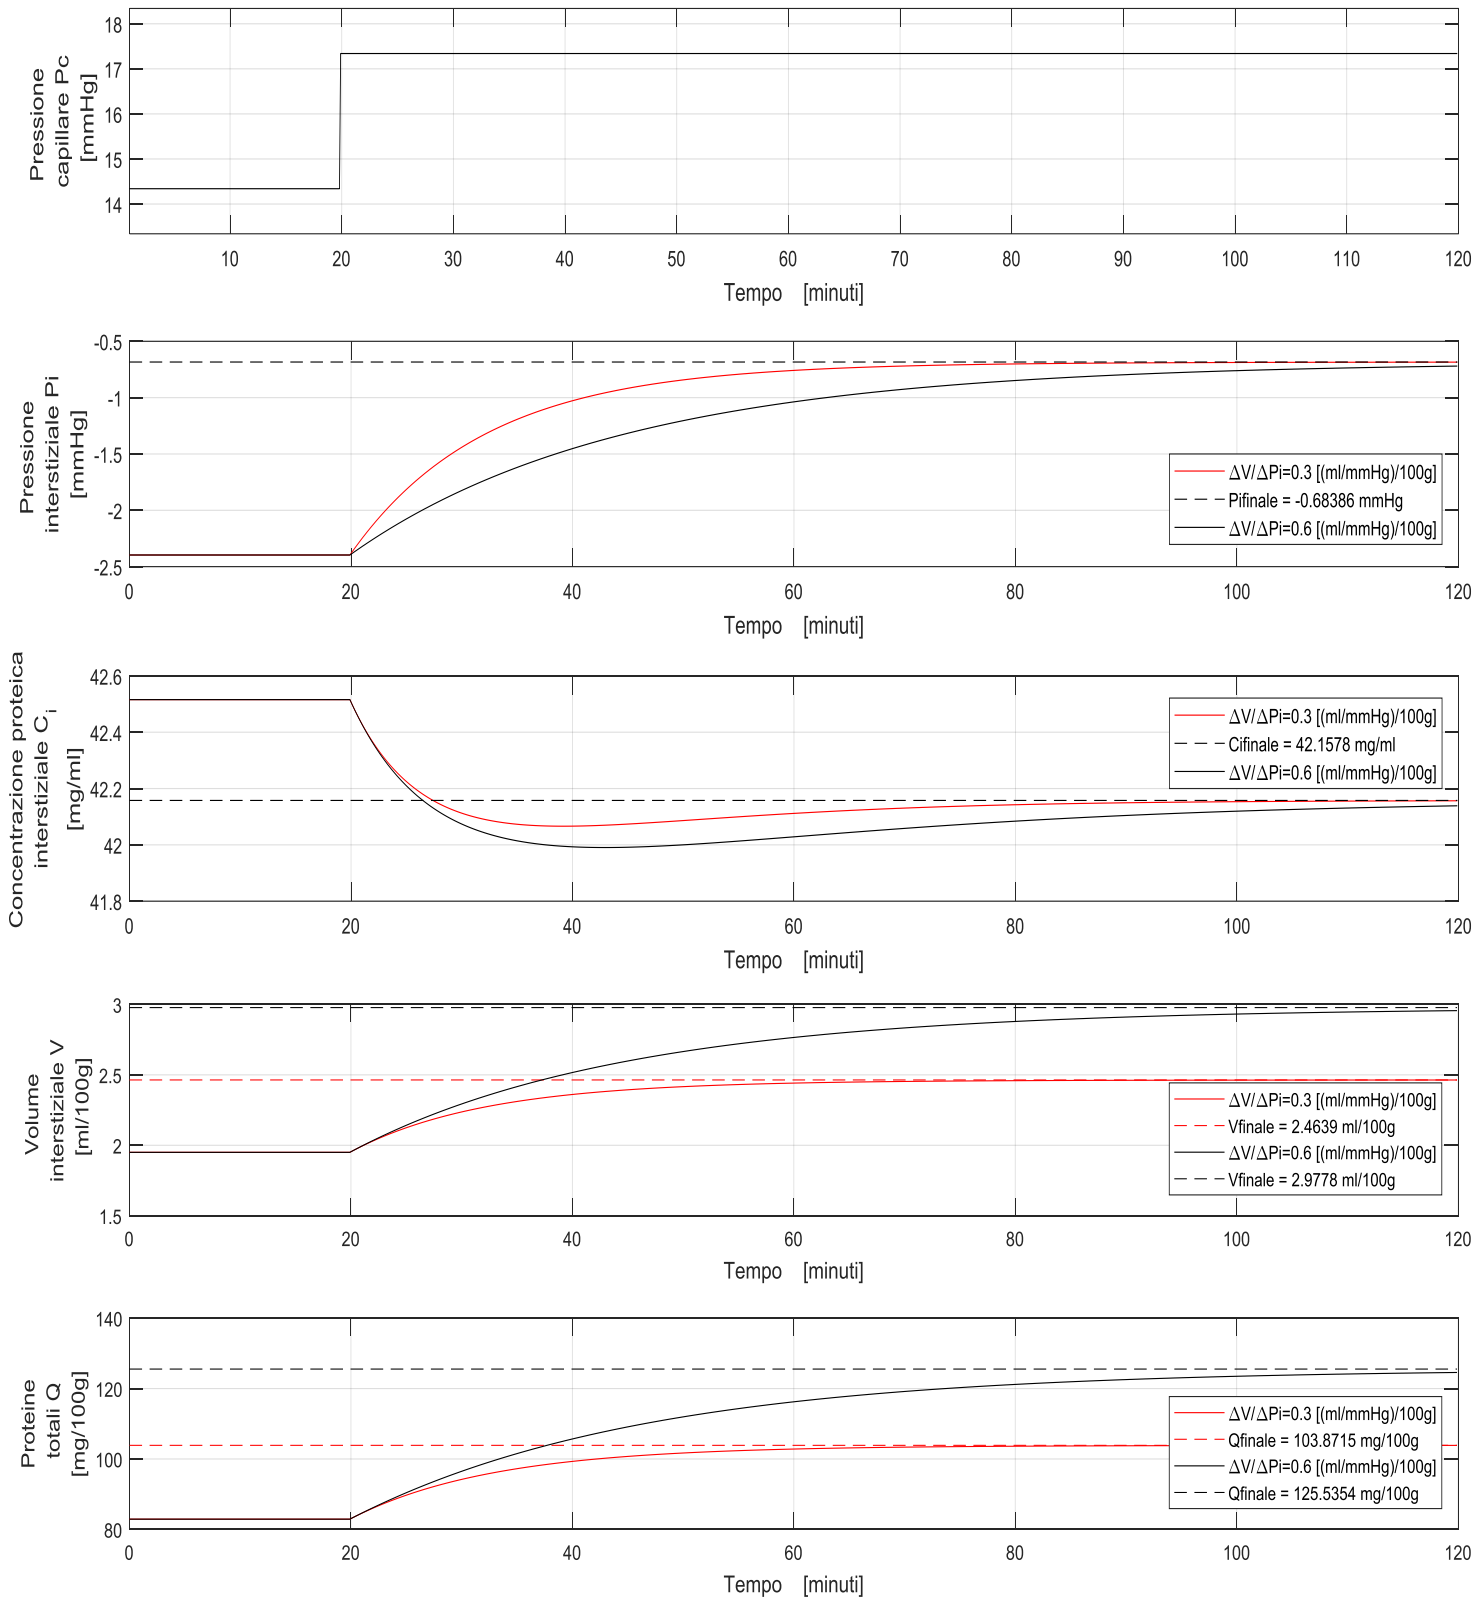 Pressione
capillare Pc
[mmHg]
18
17
16
15
14
10 20 30 40 50 60 70 80 90 100 110 120
Tempo [minuti]
Pressione
interstiziale Pi
[mmHg]
-0.5
-1
-1.5
-2
-2.5
ΔV/ΔPi=0.3 [(ml/mmHg)/100g]
Pifinale = -0.68386 mmHg
ΔV/ΔPi=0.6 [(ml/mmHg)/100g]
0 20 40 60 80 100 120
Tempo [minuti]
Concentrazione proteica
interstiziale Ci
[mg/ml]
42.6
42.4
42.2
42
41.8
ΔV/ΔPi=0.3 [(ml/mmHg)/100g]
Cifinale = 42.1578 mg/ml
ΔV/ΔPi=0.6 [(ml/mmHg)/100g]
0 20 40 60 80 100 120
Tempo [minuti]
Volume
interstiziale V
[ml/100g]
3
2.5
2
1.5
ΔV/ΔPi=0.3 [(ml/mmHg)/100g]
Vfinale = 2.4639 ml/100g
ΔV/ΔPi=0.6 [(ml/mmHg)/100g]
Vfinale = 2.9778 ml/100g
0 20 40 60 80 100 120
Tempo [minuti]
Proteine
totali Q
[mg/100g]
140
120
100
80
ΔV/ΔPi=0.3 [(ml/mmHg)/100g]
Qfinale = 103.8715 mg/100g
ΔV/ΔPi=0.6 [(ml/mmHg)/100g]
Qfinale = 125.5354 mg/100g
0 20 40 60 80 100 120
Tempo [minuti]